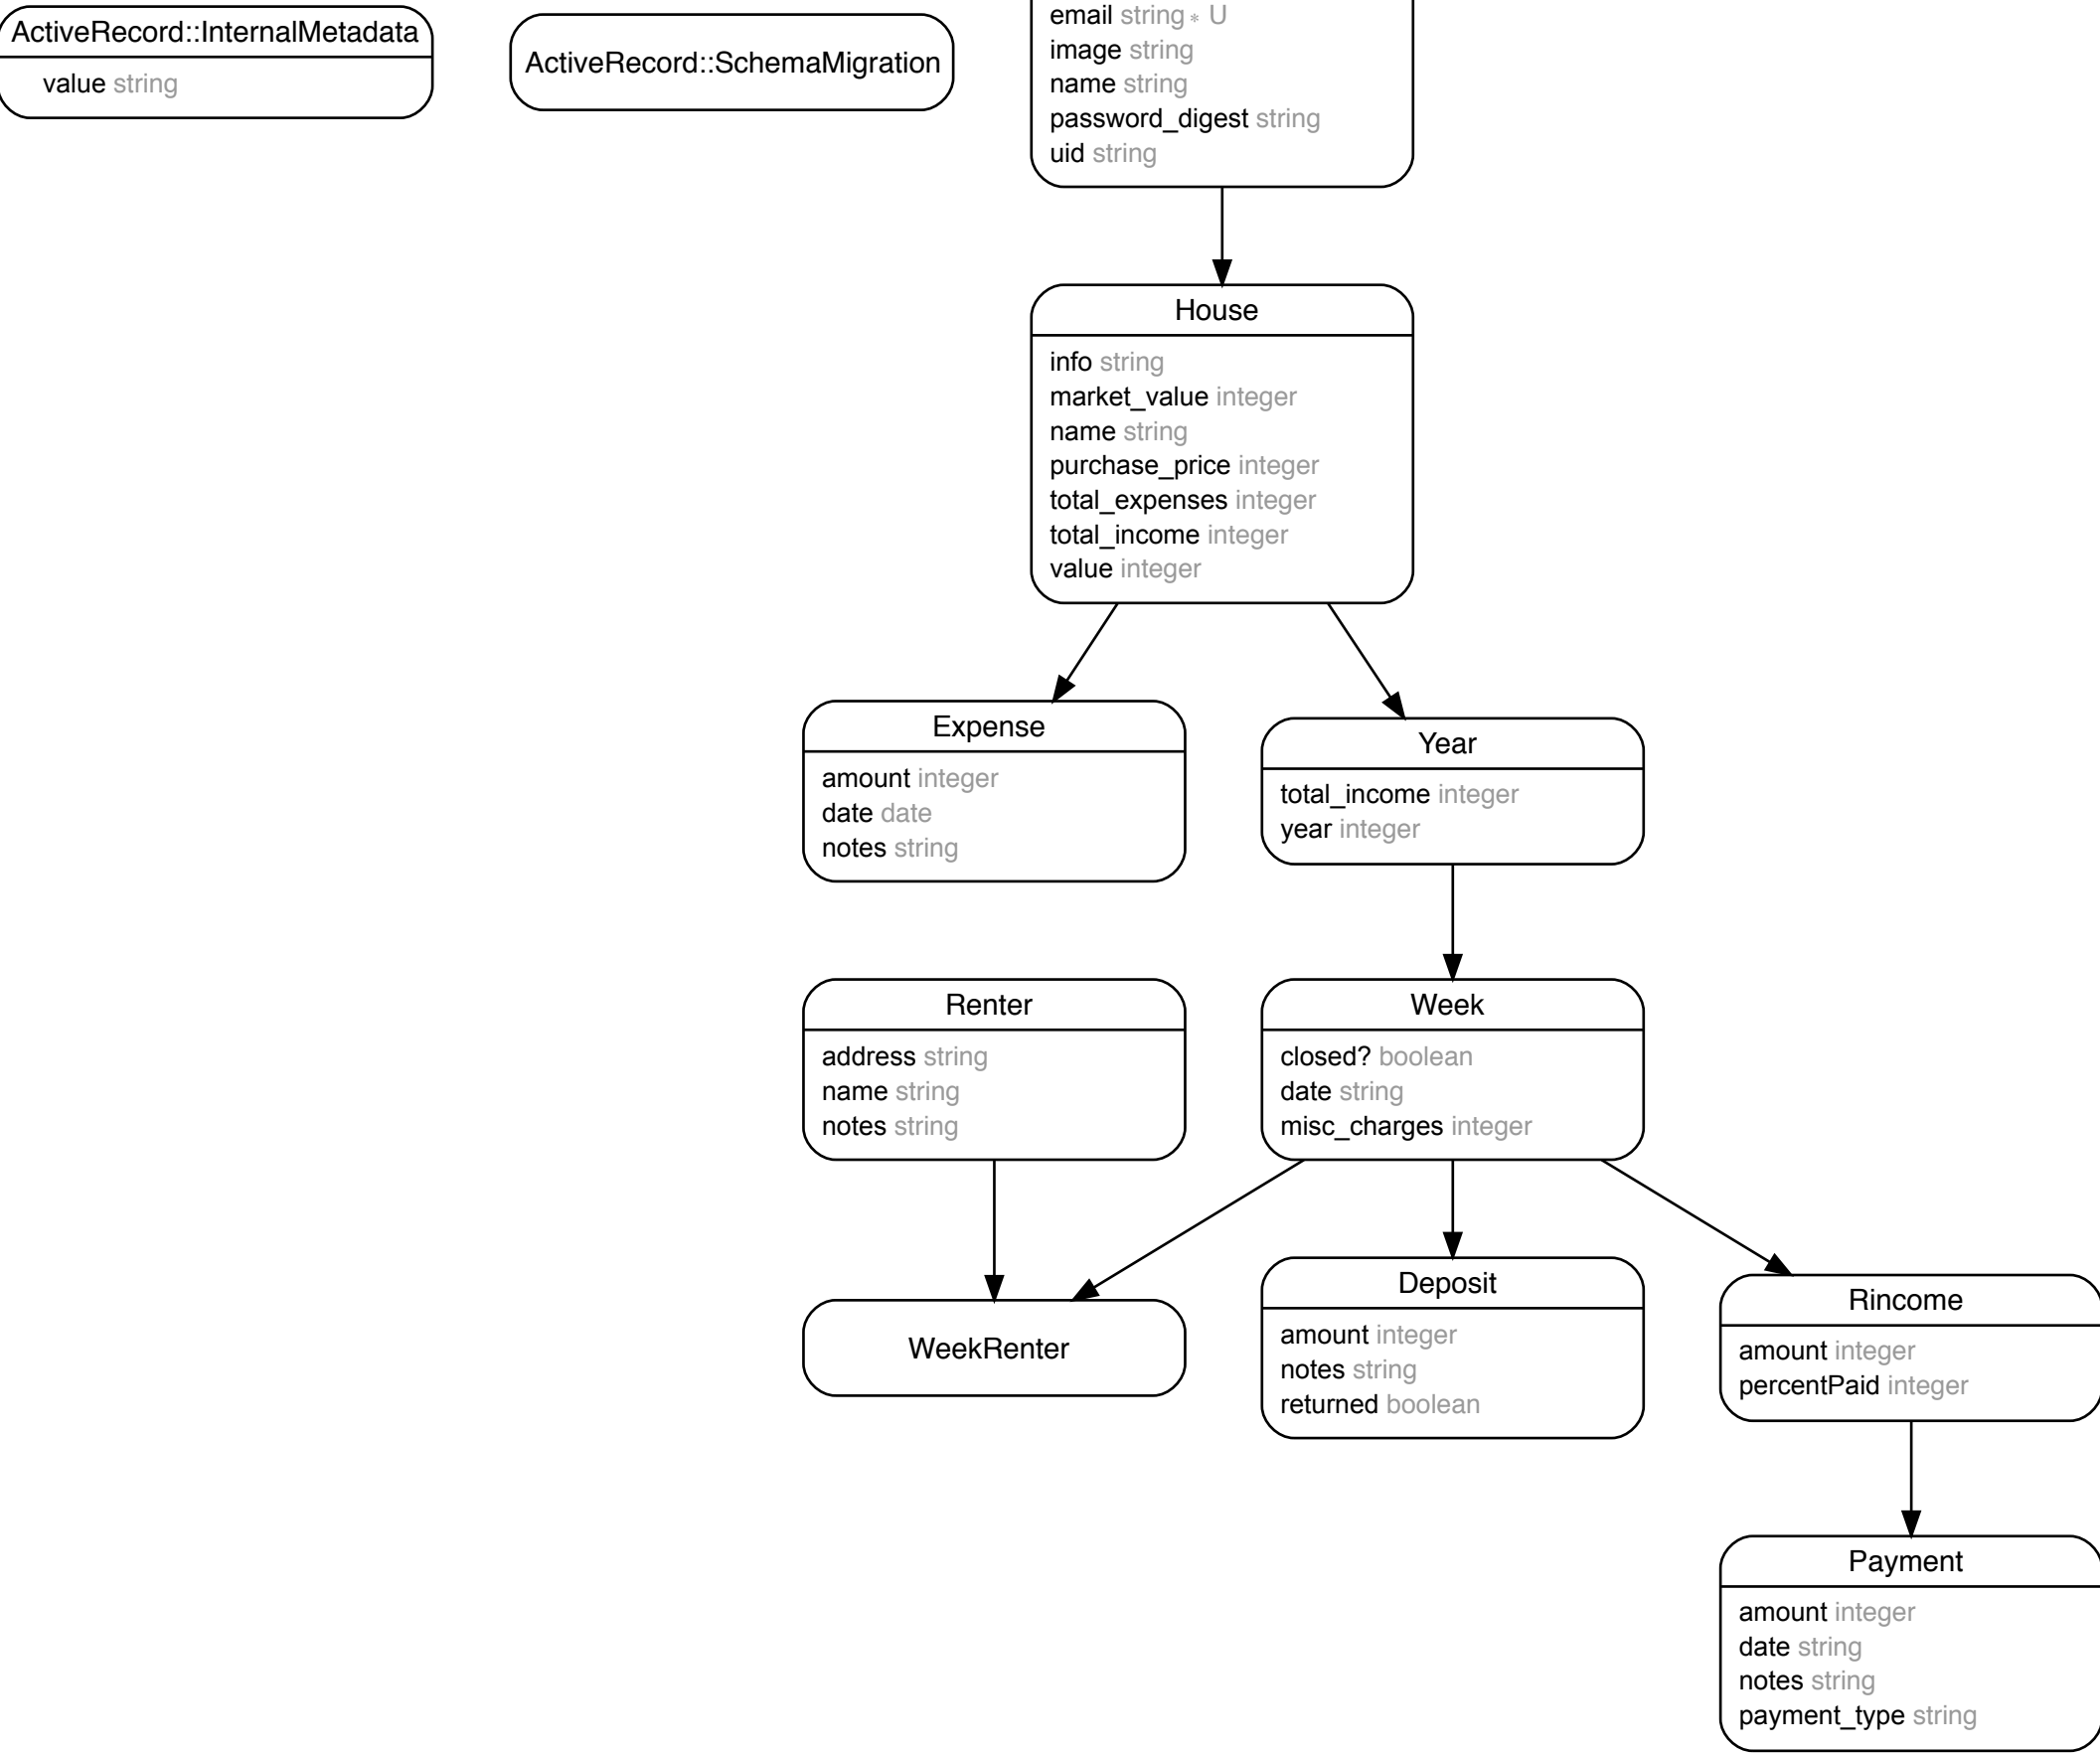 ActiveRecord::InternalMetadata
value string
ActiveRecord::SchemaMigration
email string * U
image string
name string
password_digest string
uid string
House
info string
market_value integer
name string
purchase_price integer
total_expenses integer
total_income integer
value integer
Expense
amount integer
date date
notes string
Year
total_income integer
year integer
Renter
address string
name string
notes string
Week
closed? boolean
date string
misc_charges integer
WeekRenter
Deposit
amount integer
notes string
returned boolean
Rincome
amount integer
percentPaid integer
Payment
amount integer
date string
notes string
payment_type string